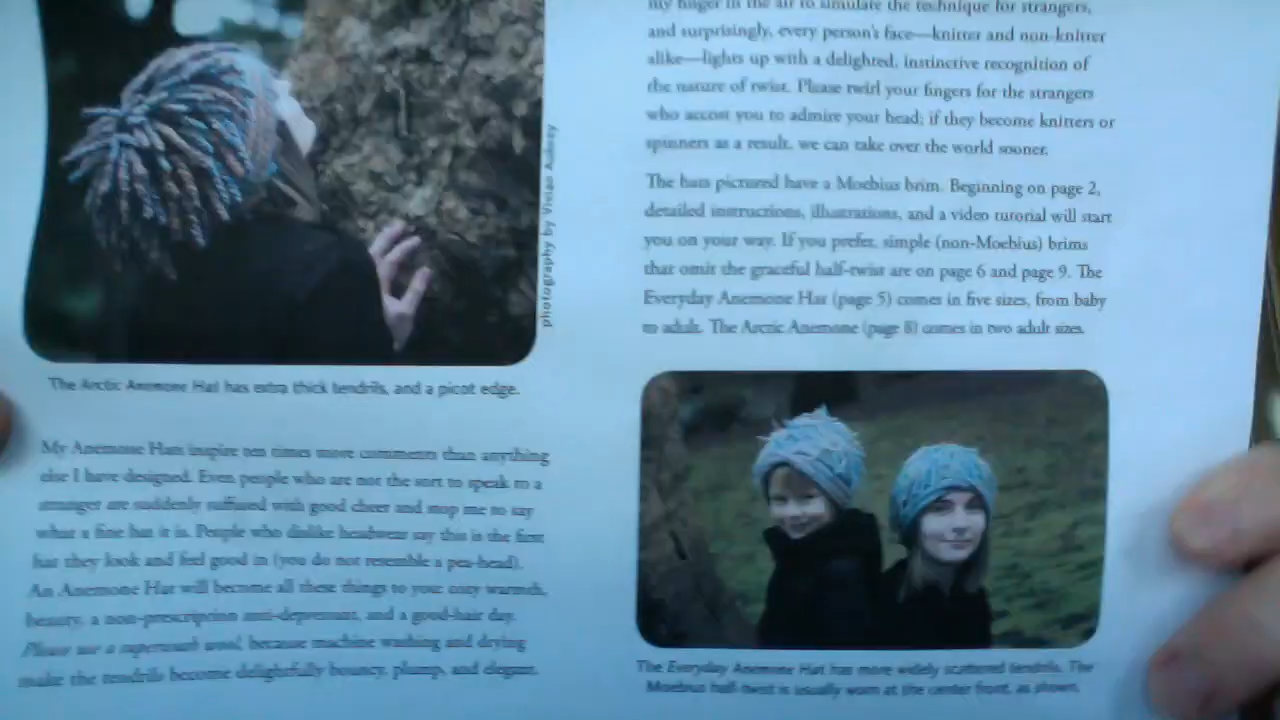 The Arctic Anemone Hat has extra thick tendrils, and a picot edge.
photography by Vivian Aubrey
My Anemone Hats inspire ten times more comments than anything
else I have designed. Even people who are not the sort to speak to a
stranger are suddenly suffused with good cheer and stop me to say
what a fine hat it is. People who dislike headwear say this is the first
hat they look and feel good in (you do not resemble a pea-head).
An Anemone Hat will become all these things to you: cozy warmth,
beauty, a non-prescription anti-depressant, and a good-hair day.
Please use a superwash wool, because machine washing and drying
make the tendrils become delightfully bouncy, plump, and elegant.
my finger in the air to simulate the technique for strangers,
and surprisingly, every person's face—knitter and non-knitter
alike—lights up with a delighted, instinctive recognition of
the nature of twist. Please twirl your fingers for the strangers
who accost you to admire your head; if they become knitters or
spinners as a result, we can take over the world sooner.
The hats pictured have a Moebius brim. Beginning on page 2,
detailed instructions, illustrations, and a video tutorial will start
you on your way. If you prefer, simple (non-Moebius) brims
that omit the graceful half-twist are on page 6 and page 9. The
Everyday Anemone Hat (page 5) comes in five sizes, from baby
to adult. The Arctic Anemone (page 8) comes in two adult sizes.
The Everyday Anemone Hat has more widely scattered tendrils. The
Moebius half-twist is usually worn at the center front, as shown.